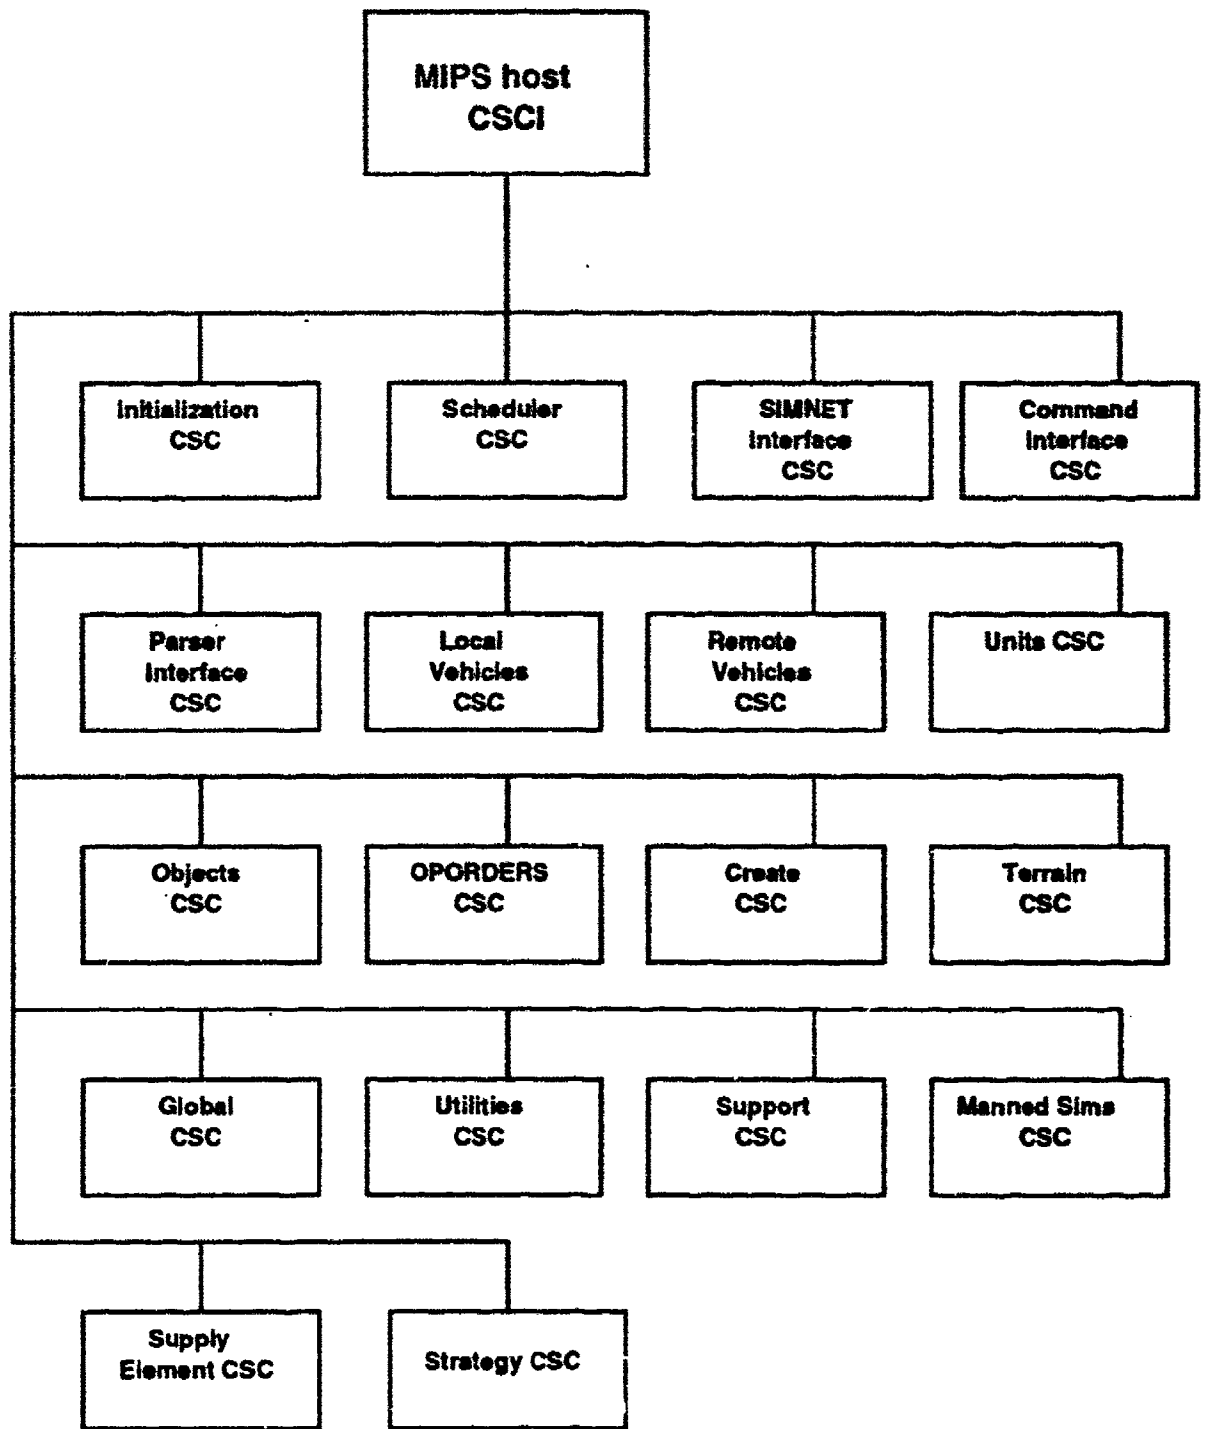 MIPS host
CSCI
Initialization
CSC
Scheduler
CSC
SIMNET
Interface
CSC
Command
Interface
CSC
Parser
Interface
CSC
Local
Vehicles
CSC
Remote
Vehicles
CSC
Units CSC
Objects
CSC
OPORDERS
CSC
Create
CSC
Terrain
CSC
Global
CSC
Utilities
CSC
Support
CSC
Manned Sims
CSC
Supply
Element CSC
Strategy CSC